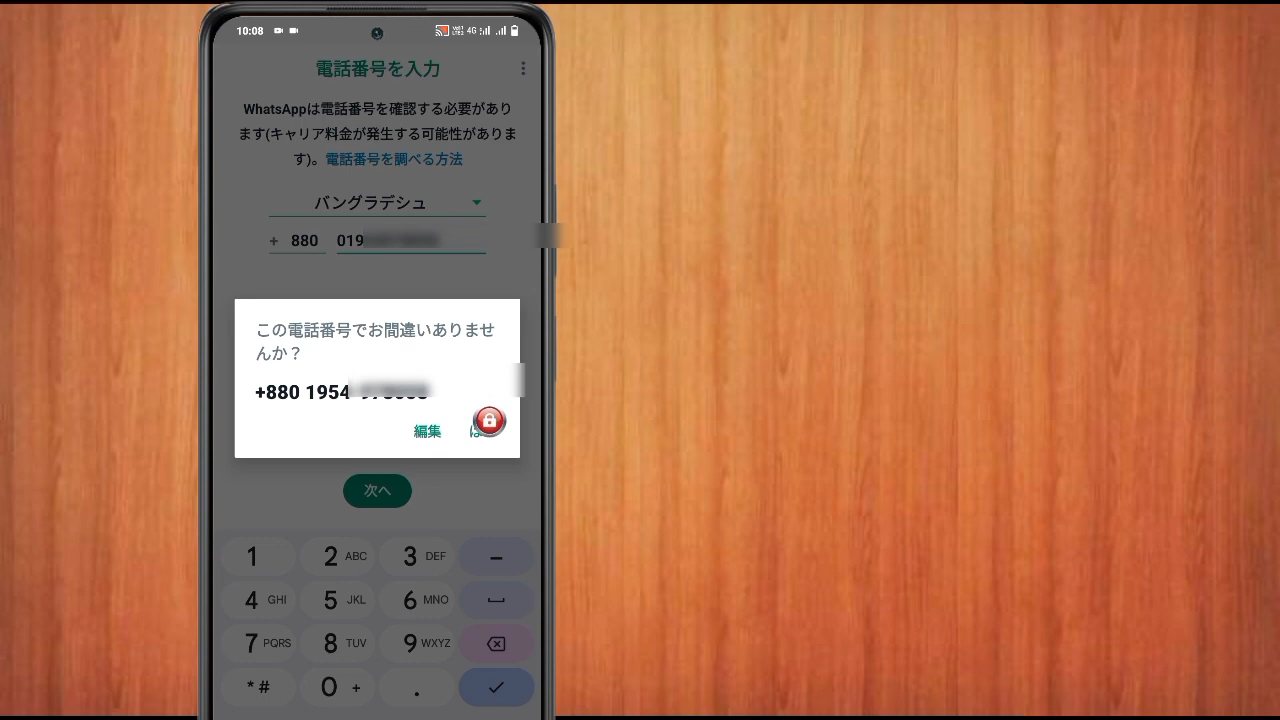 10:08
4G
電話番号を入力
WhatsAppは電話番号を確認する必要があり
ます(キャリア料金が発生する可能性がありま
す)。電話番号を調べる方法
バングラデシュ
+ 880 019
この電話番号でお間違いありませ
んか？
+880 1954
編集
次へ
1 2 ABC 3 DEF -
4 GHI 5 JKL 6 MNO
7 PQRS 8 TUV 9 WXYZ
* # 0 + .